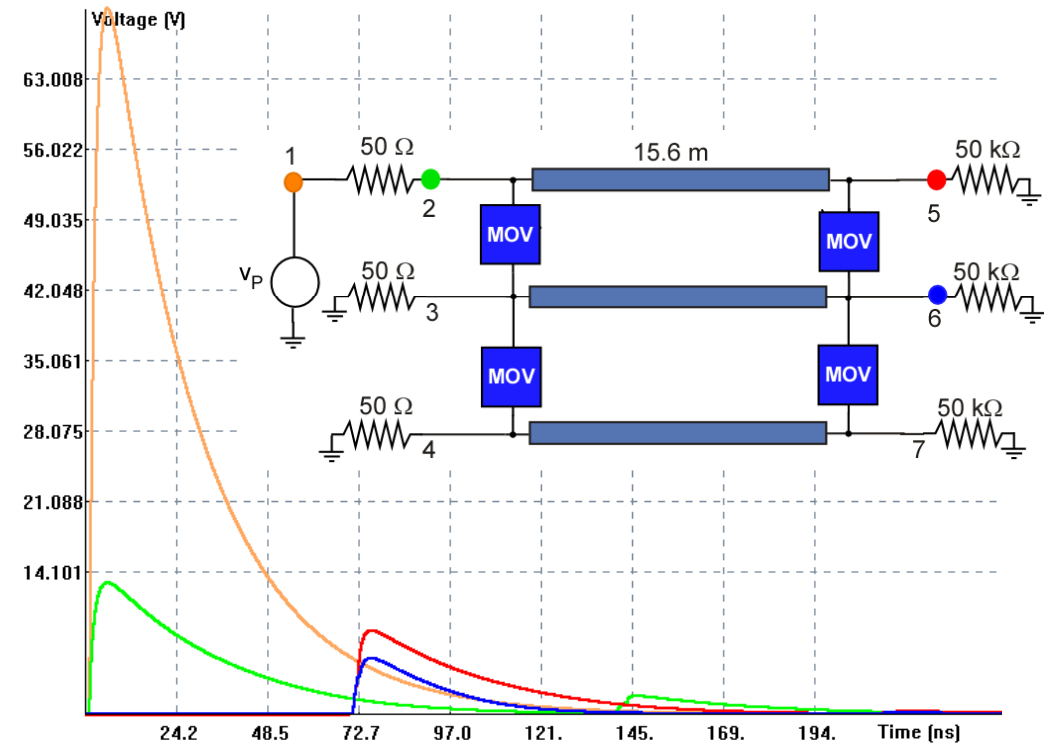 Voltage (V)
63.008
56.022
49.035
42.048
35.061
28.075
21.088
14.101
1
50 Ω
2
15.6 m
50 kΩ
5
MOV
MOV
vP
50 Ω
3
50 kΩ
6
MOV
MOV
50 Ω
4
50 kΩ
7
24.2 48.5 72.7 97.0 121. 145. 169. 194. Time (ns)